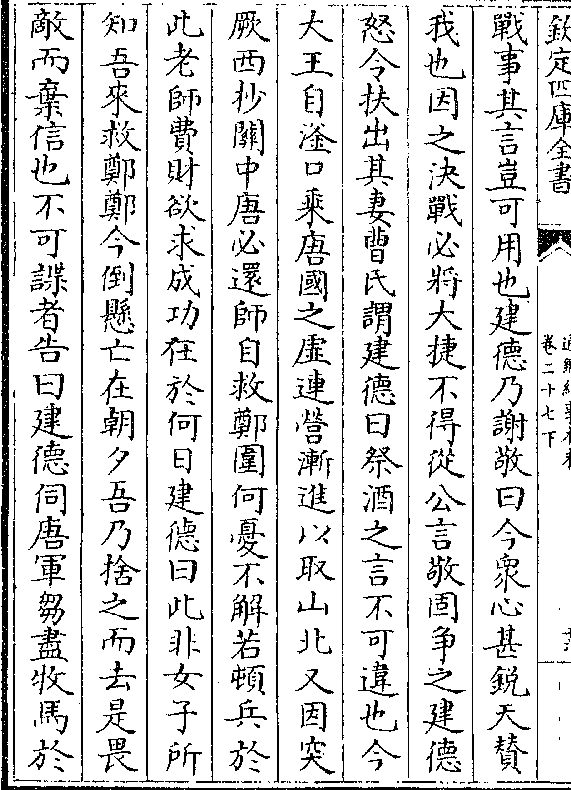 欽定四庫全書
通鑑紀事本末
卷二十七下
戰事其言豈可用也建德乃謝敬曰今衆心甚鋭天贊
我也因之決戰必將大捷不得從公言敬固争之建德
怒令扶出其妻曹氏謂建德曰祭酒之言不可違也今
大王自滏口乘唐國之虚連營漸進以取山北又因突
厥西抄關中唐必還師自救鄭圍何憂不解若頓兵於
此老師費財欲求成功在於何日建德曰此非女子所
知吾來救鄭鄭今倒懸亡在朝夕吾乃捨之而去是畏
敵而棄信也不可諜者告曰建德伺唐軍芻盡牧馬於